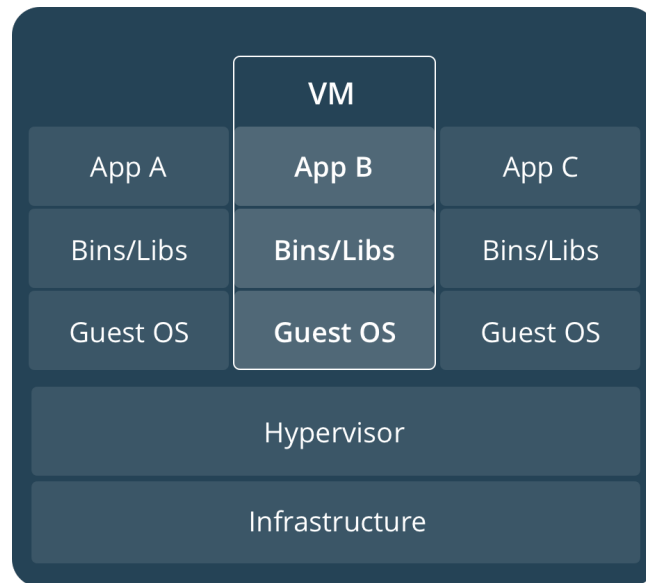 VM
App A
App B
App C
Bins/Libs
Bins/Libs
Bins/Libs
Guest OS
Guest OS
Guest OS
Hypervisor
Infrastructure